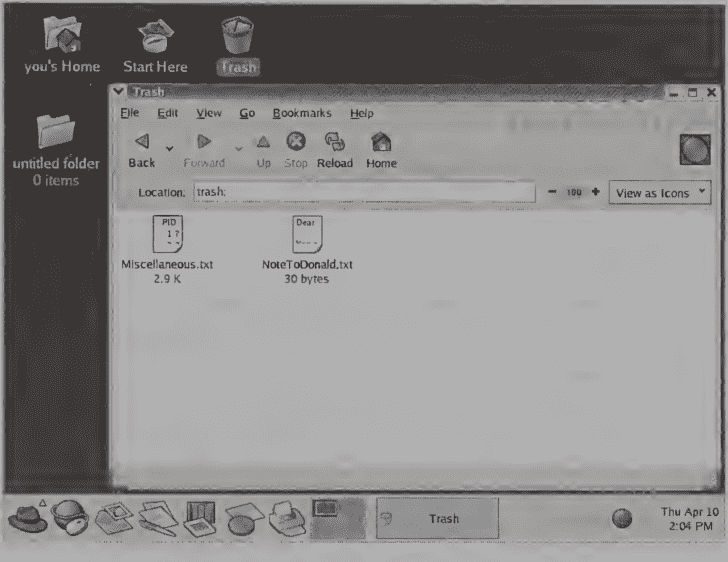 you's Home
Start Here
Trash
untitled folder
0 items
Trash
File Edit View Go Bookmarks Help
Back Forward Up Stop Reload Home
Location: trash: 100 View as Icons
PID
1 ?
Dear
Miscellaneous.txt
2.9 K
NoteToDonald.txt
30 bytes
Trash
Thu Apr 10
2:04 PM